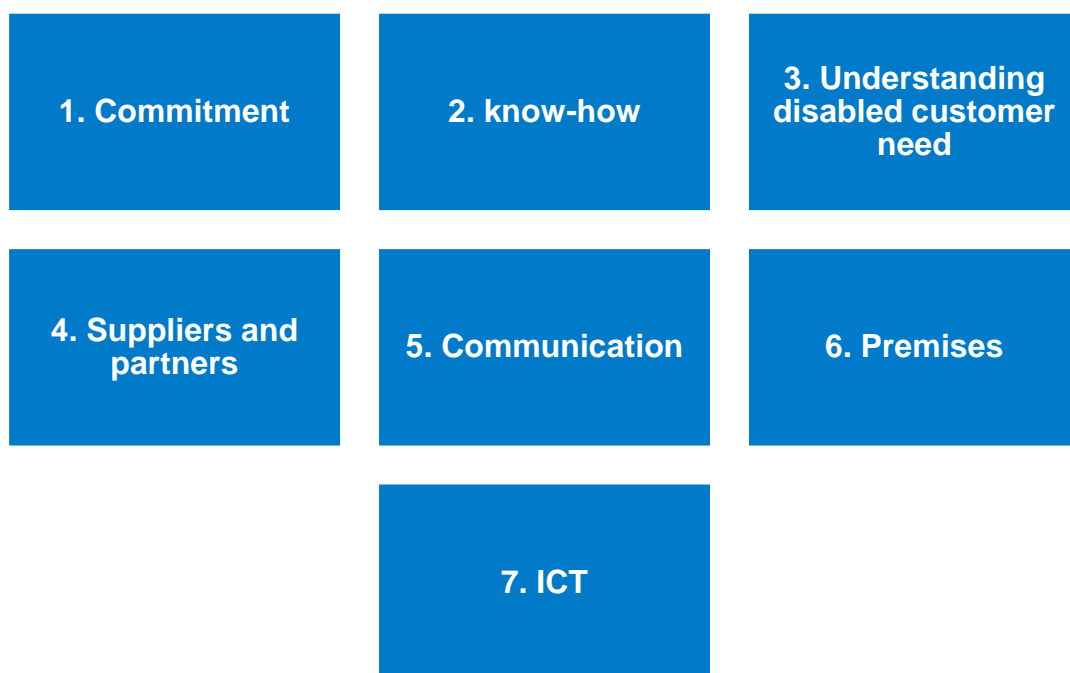 1. Commitment
2. know-how
3. Understanding
disabled customer
need
4. Suppliers and
partners
5. Communication
6. Premises
7. ICT